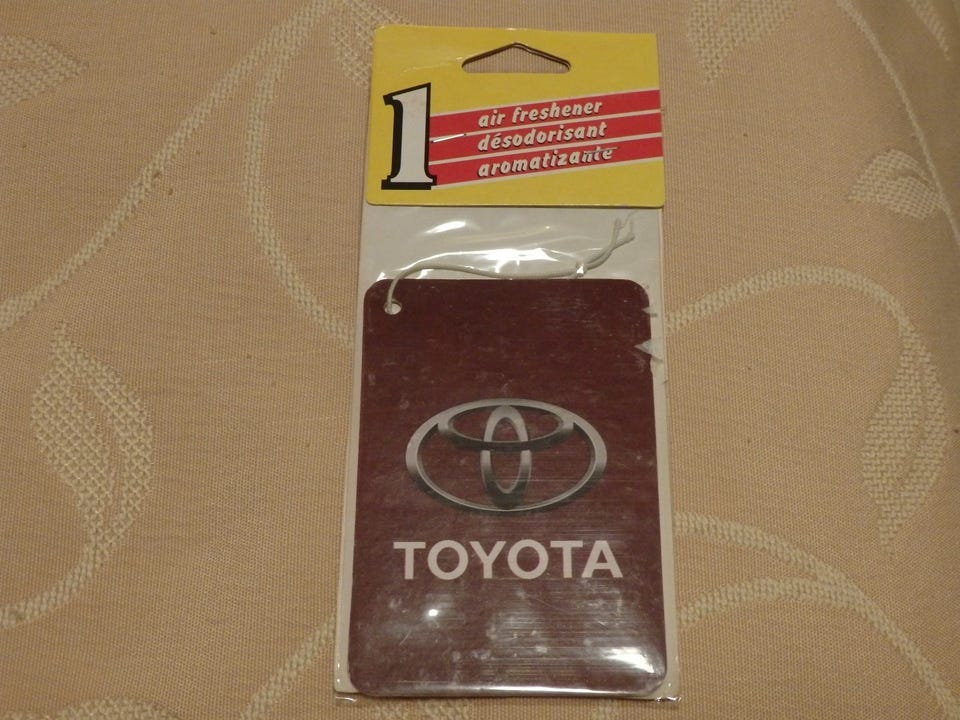 1
air freshener
désodorisant
aromatizante
TOYOTA